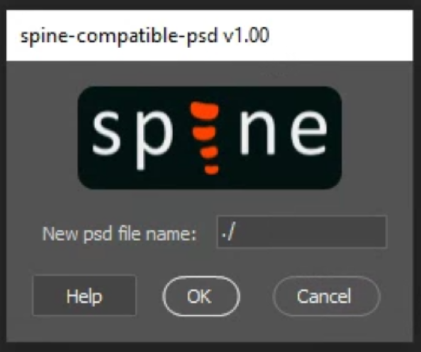 spine-compatible-psd v1.00
spine
New psd file name: ./
Help OK Cancel